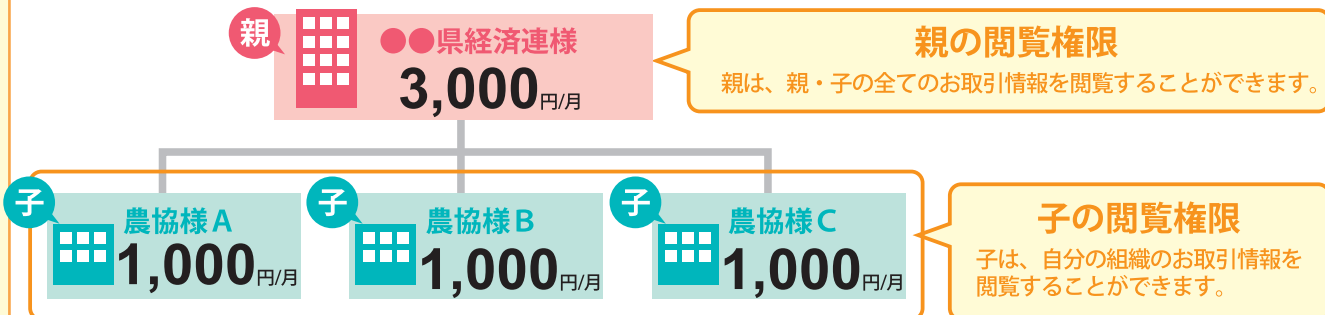 親
●●県経済連様
3,000円/月
親の閲覧権限
親は、親・子の全てのお取引情報を閲覧することができます。
子
農協様A
1,000円/月
子
農協様B
1,000円/月
子
農協様C
1,000円/月
子の閲覧権限
子は、自分の組織のお取引情報を
閲覧することができます。